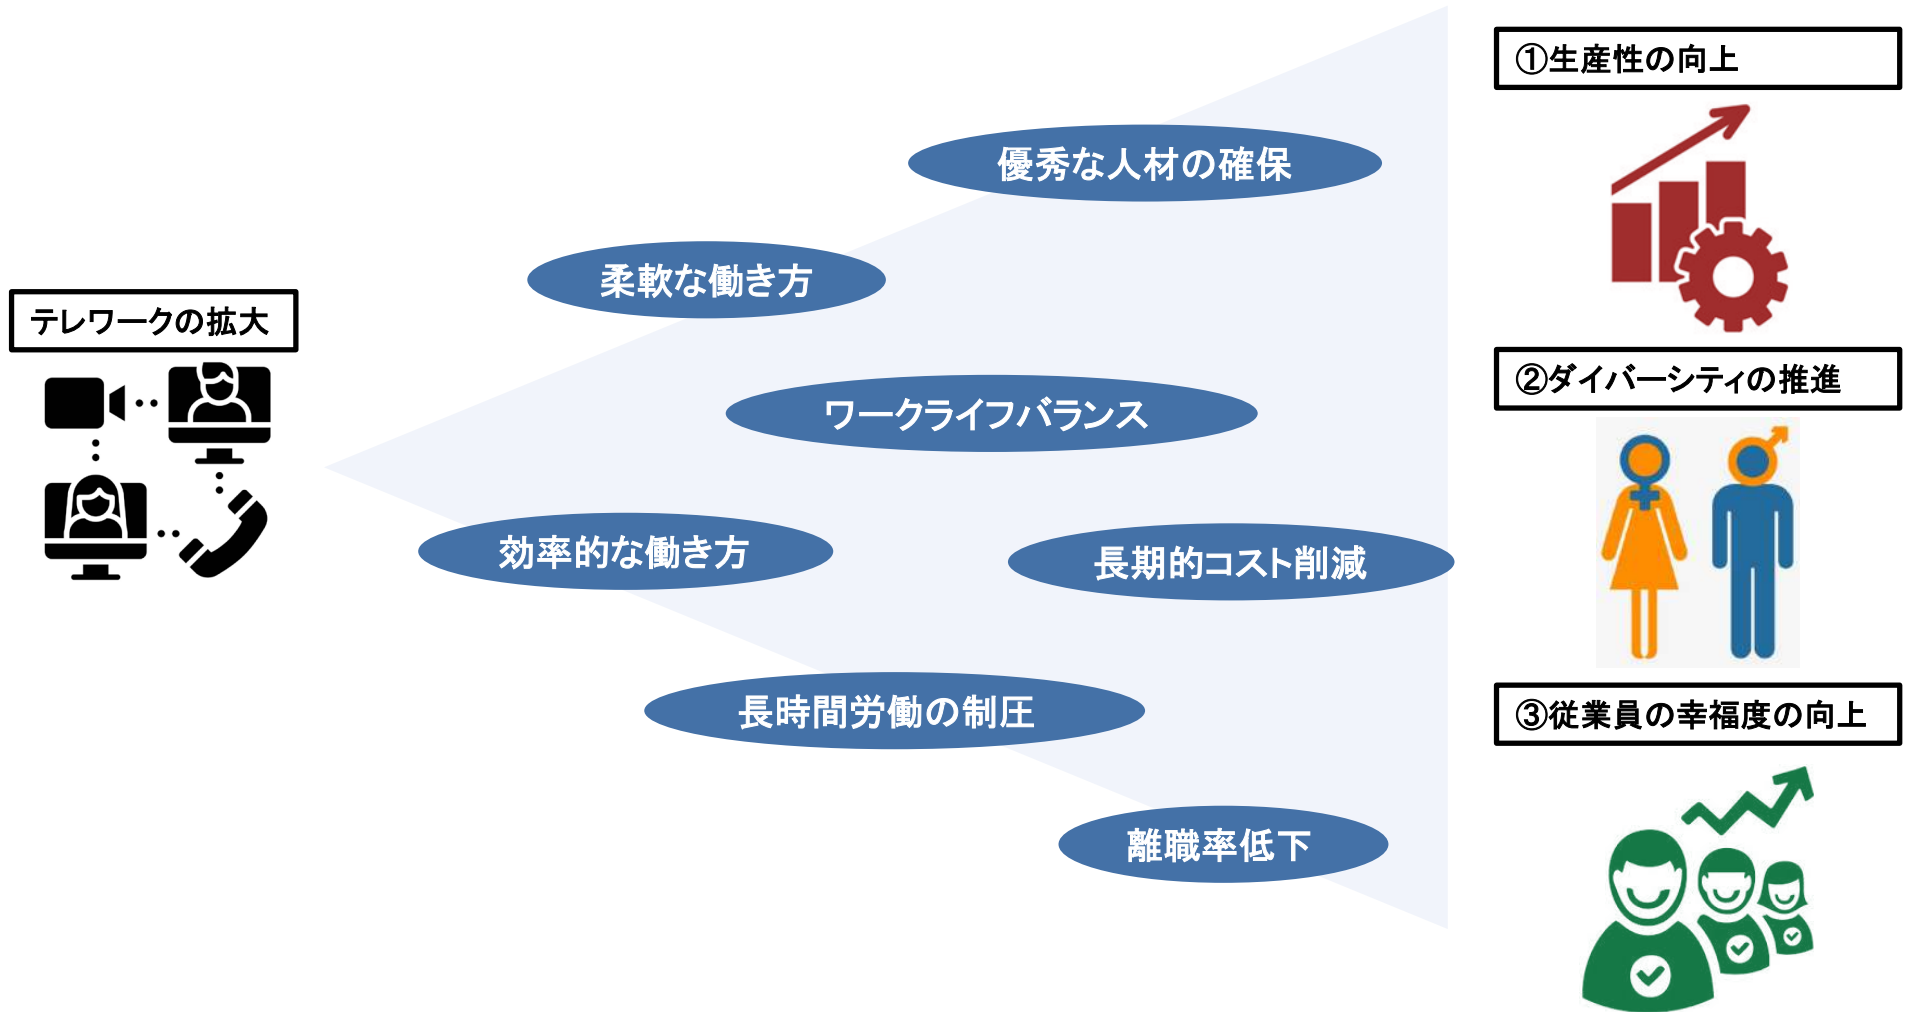 テレワークの拡大
優秀な人材の確保
柔軟な働き方
ワークライフバランス
効率的な働き方
長期的コスト削減
長時間労働の制圧
離職率低下
①生産性の向上
②ダイバーシティの推進
③従業員の幸福度の向上